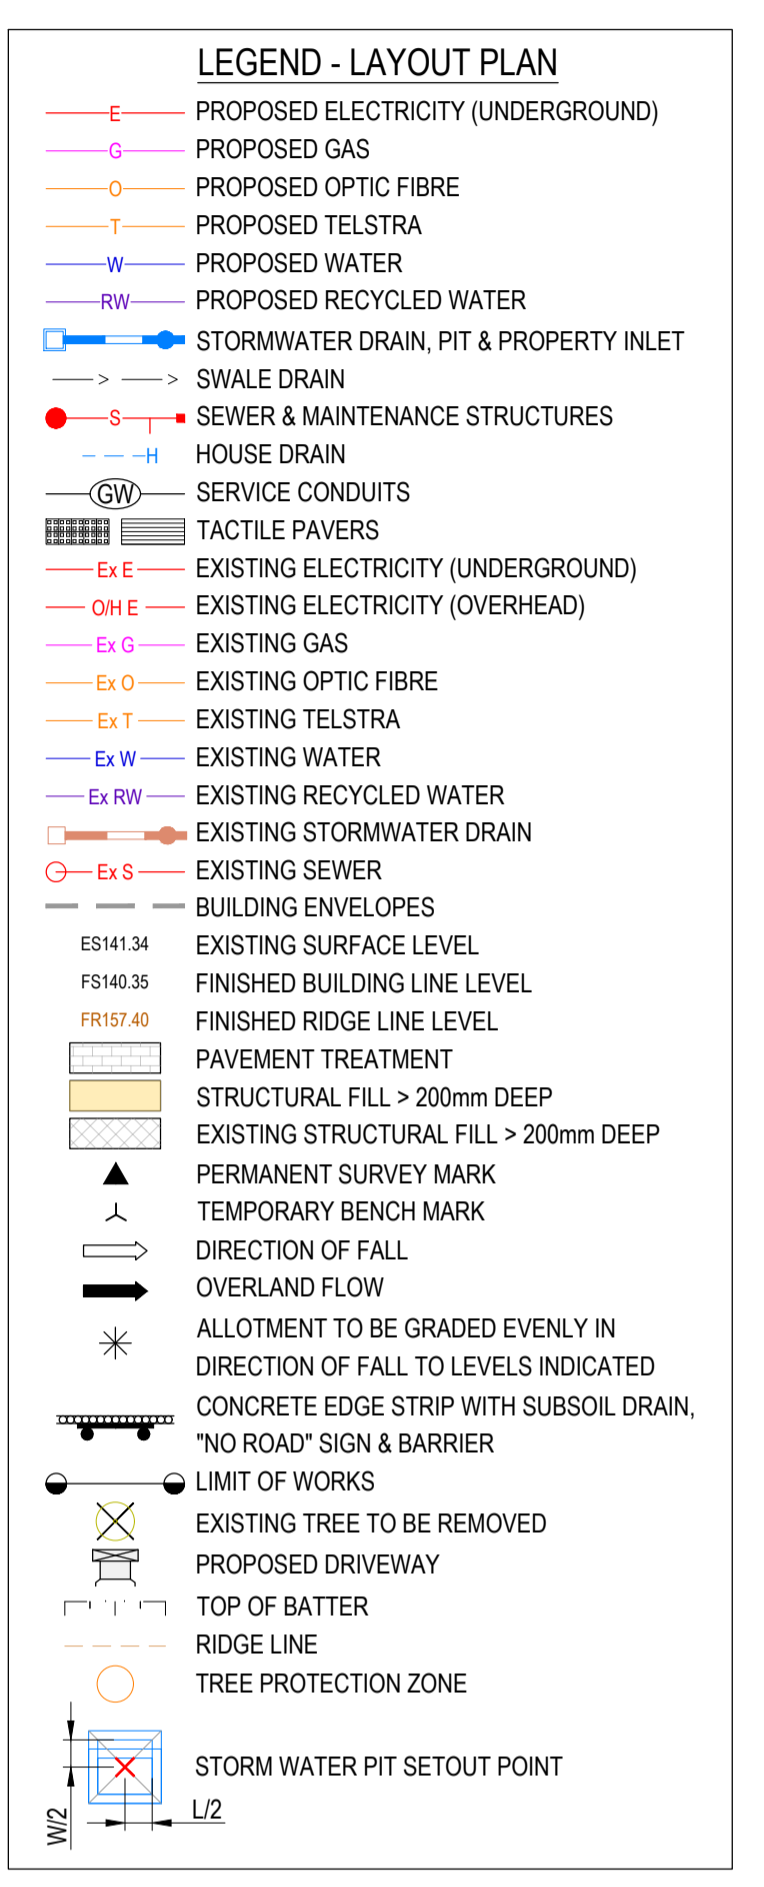 LEGEND - LAYOUT PLAN
E PROPOSED ELECTRICITY (UNDERGROUND)
G PROPOSED GAS
O PROPOSED OPTIC FIBRE
T PROPOSED TELSTRA
W PROPOSED WATER
RW PROPOSED RECYCLED WATER
STORMWATER DRAIN, PIT & PROPERTY INLET
SWALE DRAIN
S SEWER & MAINTENANCE STRUCTURES
H HOUSE DRAIN
GW SERVICE CONDUITS
TACTILE PAVERS
Ex E EXISTING ELECTRICITY (UNDERGROUND)
O/H E EXISTING ELECTRICITY (OVERHEAD)
Ex G EXISTING GAS
Ex O EXISTING OPTIC FIBRE
Ex T EXISTING TELSTRA
Ex W EXISTING WATER
Ex RW EXISTING RECYCLED WATER
EXISTING STORMWATER DRAIN
Ex S EXISTING SEWER
BUILDING ENVELOPES
ES141.34 EXISTING SURFACE LEVEL
FS140.35 FINISHED BUILDING LINE LEVEL
FR157.40 FINISHED RIDGE LINE LEVEL
PAVEMENT TREATMENT
STRUCTURAL FILL > 200mm DEEP
EXISTING STRUCTURAL FILL > 200mm DEEP
PERMANENT SURVEY MARK
TEMPORARY BENCH MARK
DIRECTION OF FALL
OVERLAND FLOW
ALLOTMENT TO BE GRADED EVENLY IN
DIRECTION OF FALL TO LEVELS INDICATED
CONCRETE EDGE STRIP WITH SUBSOIL DRAIN,
"NO ROAD" SIGN & BARRIER
LIMIT OF WORKS
EXISTING TREE TO BE REMOVED
PROPOSED DRIVEWAY
TOP OF BATTER
RIDGE LINE
TREE PROTECTION ZONE
STORM WATER PIT SETOUT POINT
W/2
L/2